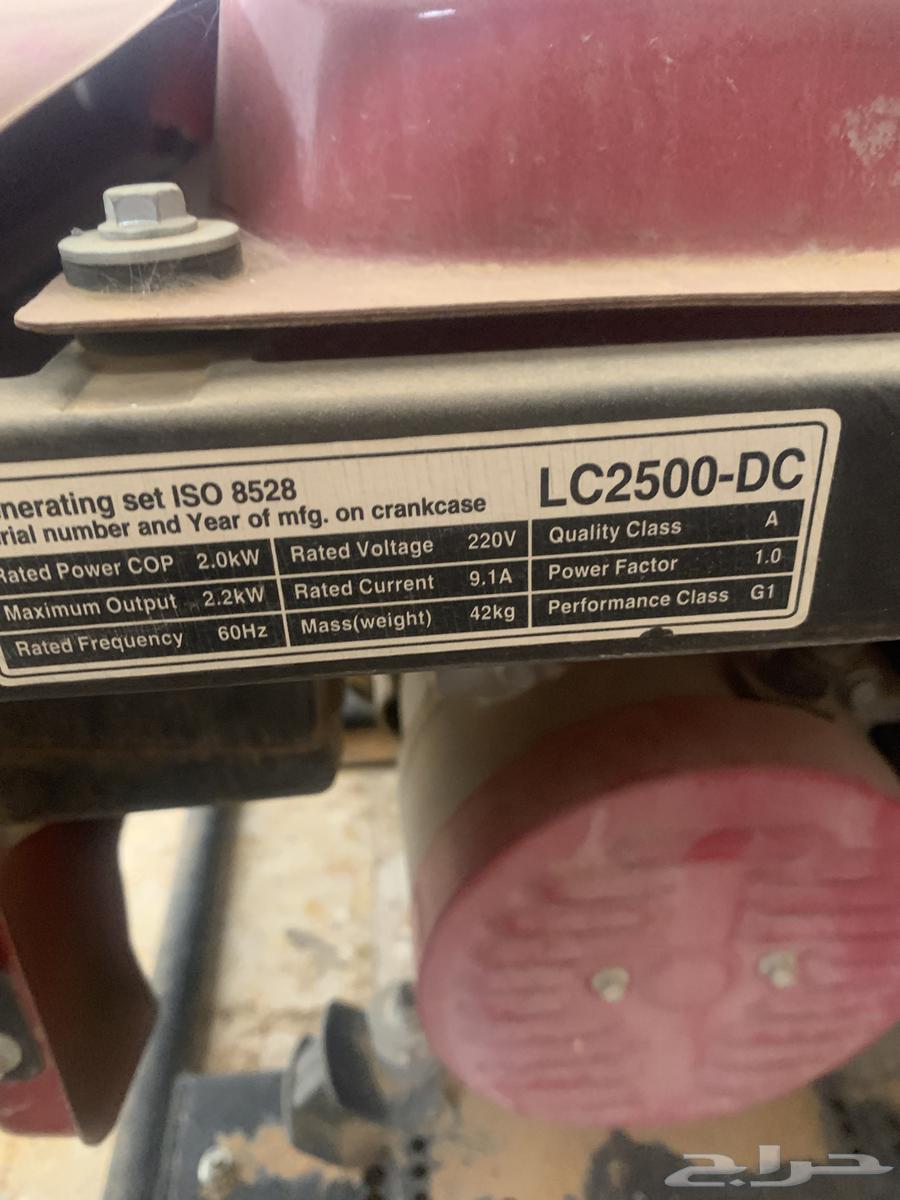 nerating set ISO 8528
rial number and Year of mfg. on crankcase
LC2500-DC
Rated Power COP 2.0kW
Maximum Output 2.2kW
Rated Frequency 60Hz
Rated Voltage 220V
Rated Current 9.1A
Mass(weight) 42kg
Quality Class A
Power Factor 1.0
Performance Class G1
حراج